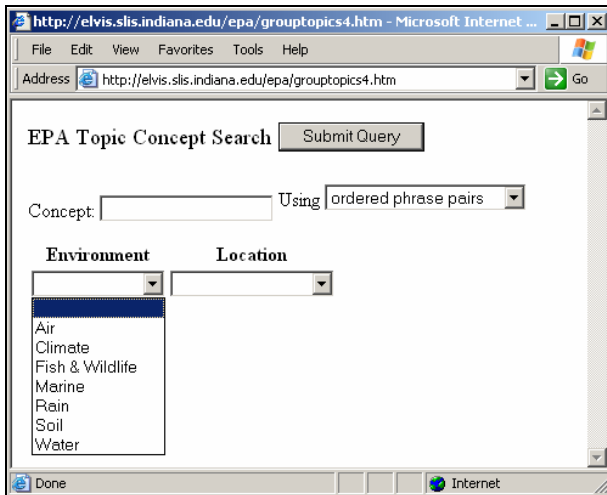 http://elvis.slis.indiana.edu/epa/grouptopics4.htm - Microsoft Internet ...
File Edit View Favorites Tools Help
Address http://elvis.slis.indiana.edu/epa/grouptopics4.htm Go
EPA Topic Concept Search Submit Query
Concept: Using ordered phrase pairs
Environment Location
Air
Climate
Fish & Wildlife
Marine
Rain
Soil
Water
Done Internet